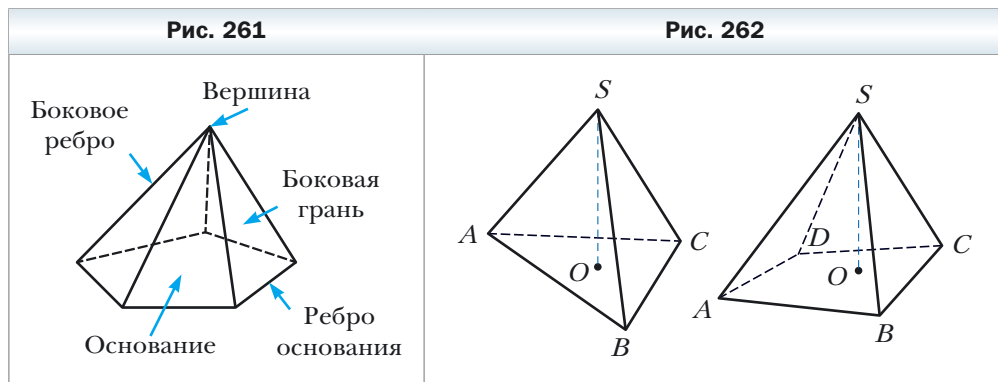 Рис. 261
Рис. 262
Вершина
Боковое
ребро
Боковая
грань
Основание
Ребро
основания
S
A
C
O
B
S
D
C
O
A
B